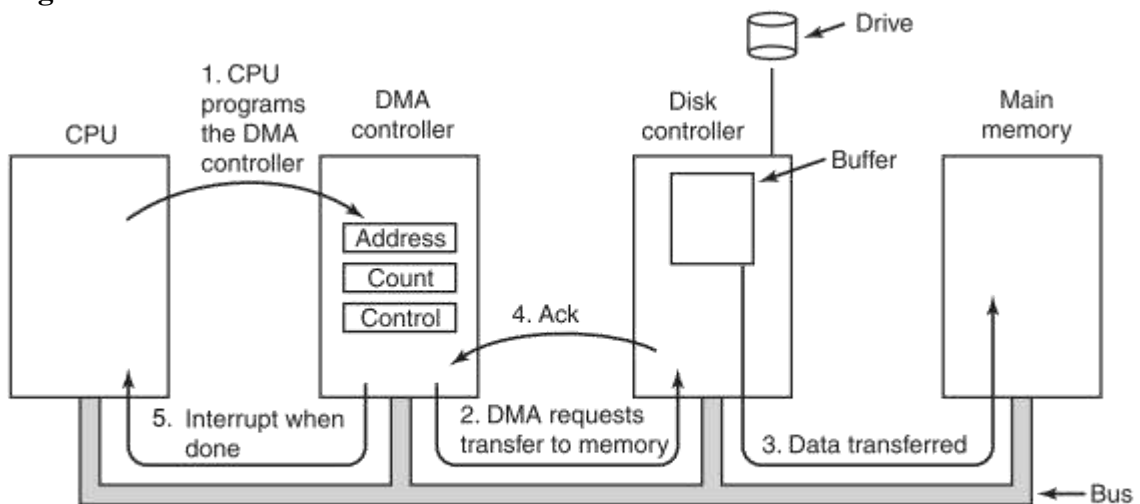 Drive
1. CPU
programs
the DMA
controller
CPU
DMA
controller
Disk
controller
Main
memory
Buffer
Address
Count
Control
4. Ack
5. Interrupt when
done
2. DMA requests
transfer to memory
3. Data transferred
Bus